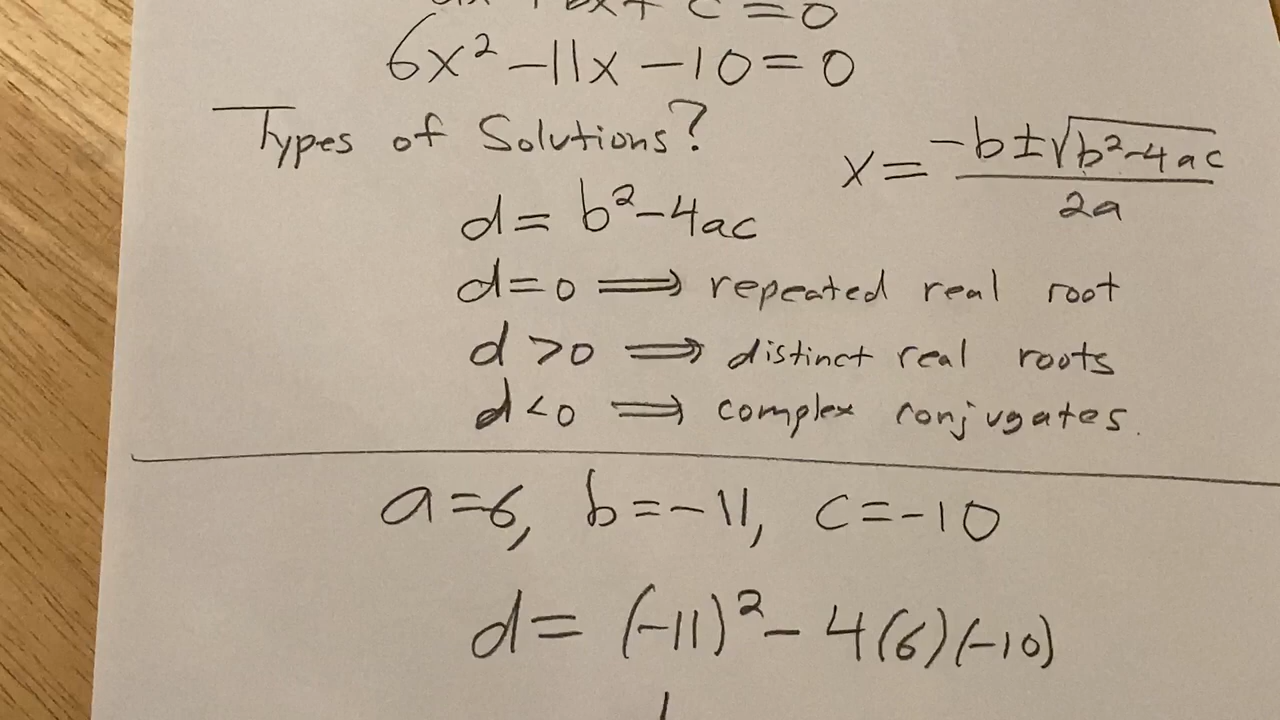 x + c = 0
6x² - 11x - 10 = 0
Types of Solutions?
x = (-b ± √(b² - 4ac)) / 2a
d = b² - 4ac
d = 0 ⟹ repeated real root
d > 0 ⟹ distinct real roots
d < 0 ⟹ complex conjugates.
a = 6, b = -11, c = -10
d = (-11)² - 4(6)(-10)